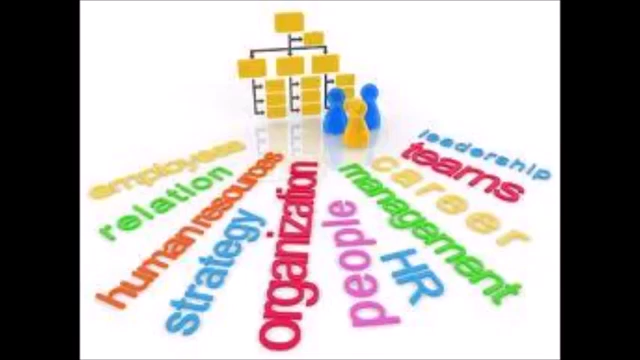 employees
relation
human resources
strategy
organization
people
HR
management
career
teams
leadership